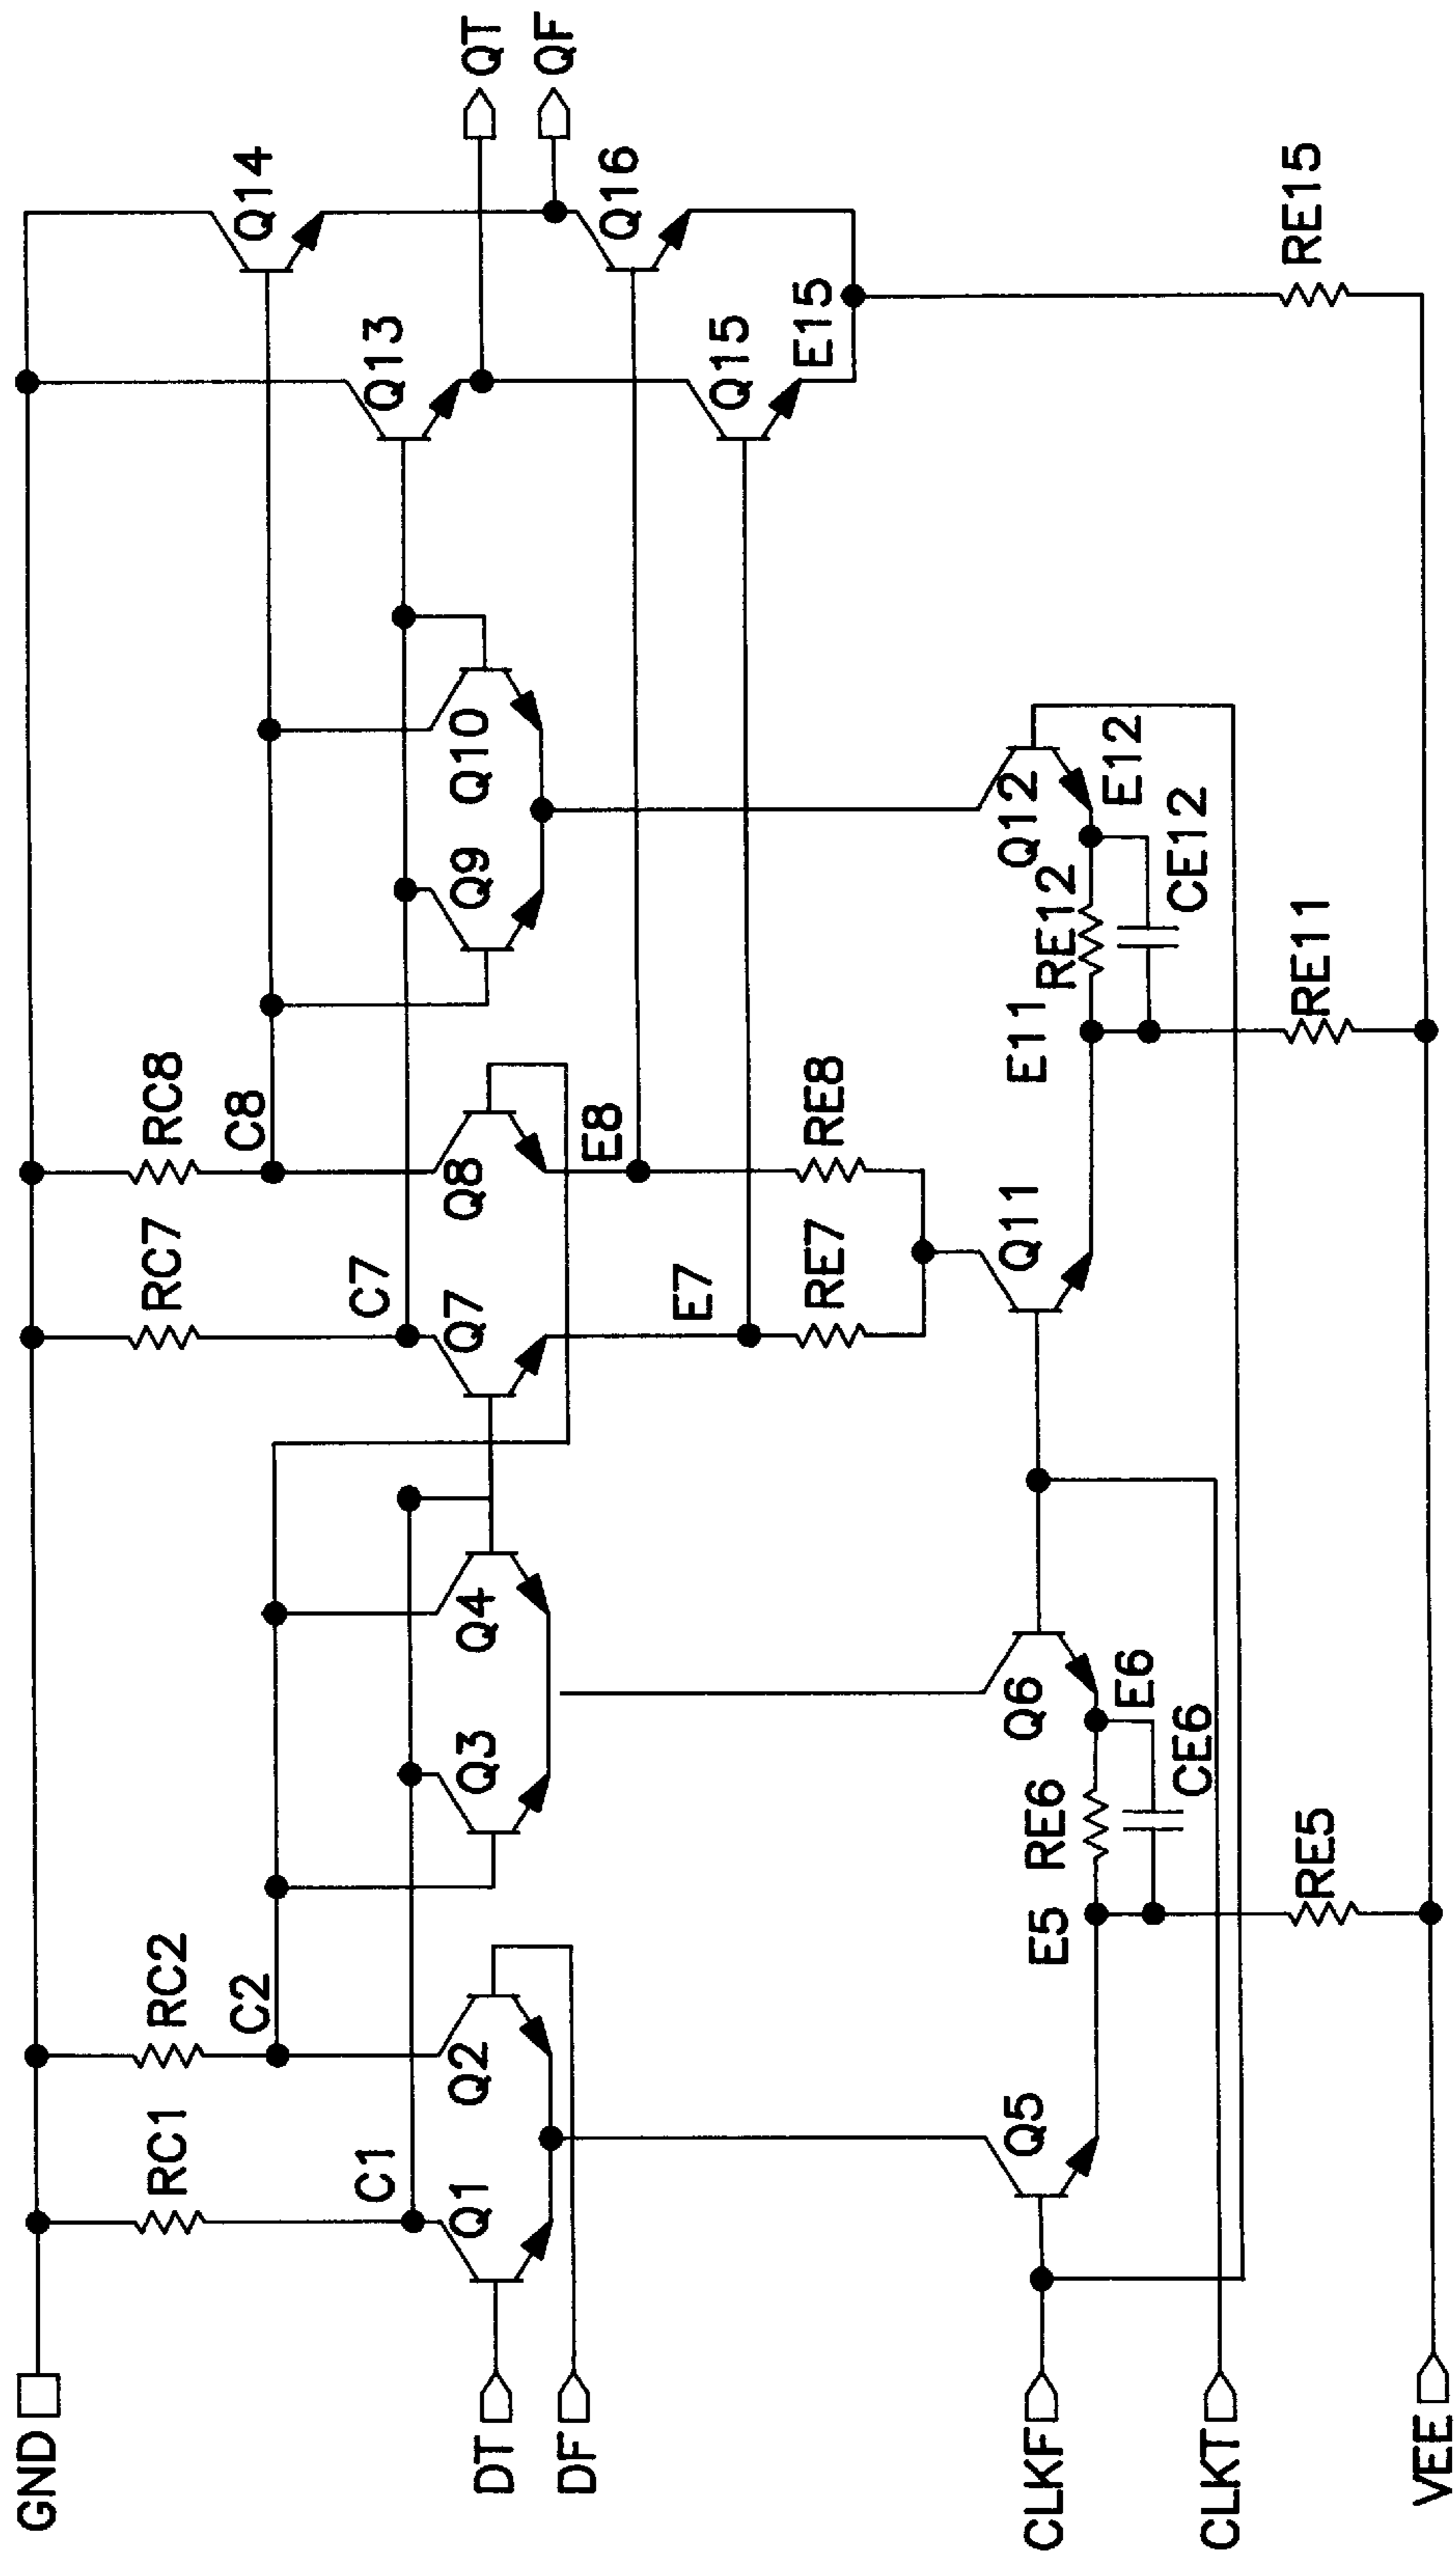 GND
RC1
RC2
RC7
RC8
C1
C2
C7
C8
Q14
Q13
QT
QF
DT
DF
Q1
Q2
Q3
Q4
Q7
Q8
Q9
Q10
E7
E8
Q16
Q15
E15
RE7
RE8
CLKF
Q5
E5
RE6
Q6
E6
CE6
Q11
E11
RE12
Q12
E12
CE12
CLKT
RE5
RE11
RE15
VEE